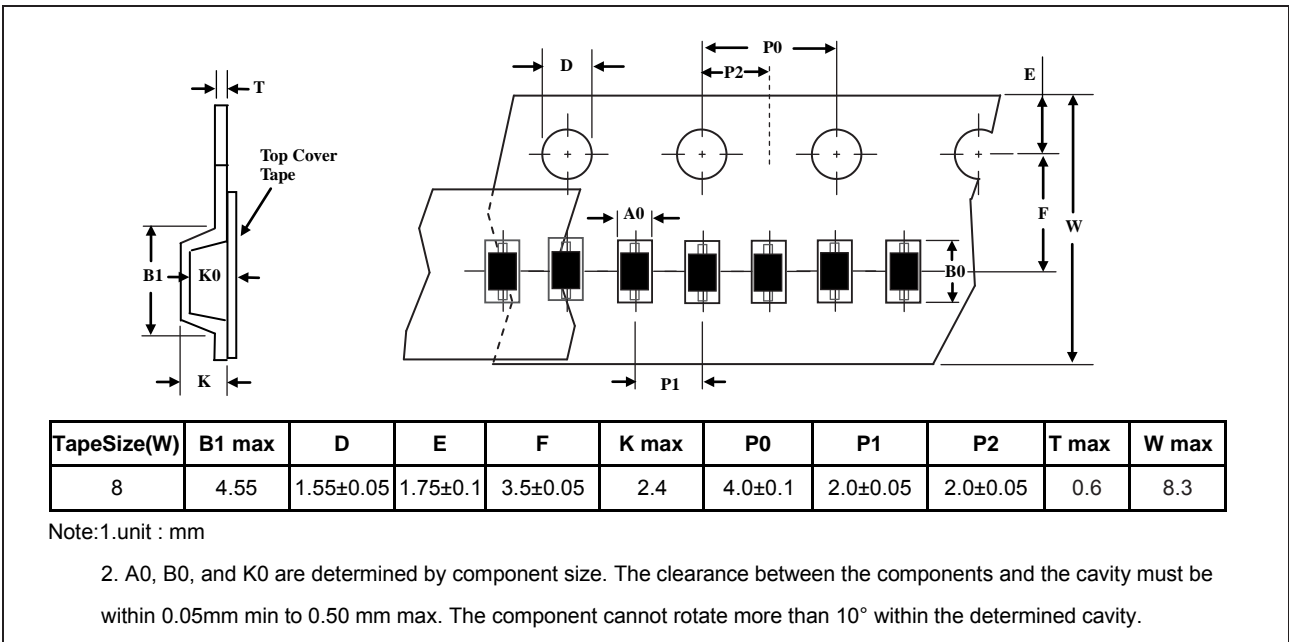 P0
D
P2
E
T
Top Cover
Tape
A0
F
W
B1
K0
B0
K
P1
TapeSize(W) B1 max D E F K max P0 P1 P2 T max W max
8 4.55 1.55±0.05 1.75±0.1 3.5±0.05 2.4 4.0±0.1 2.0±0.05 2.0±0.05 0.6 8.3
Note:1.unit : mm
2. A0, B0, and K0 are determined by component size. The clearance between the components and the cavity must be
within 0.05mm min to 0.50 mm max. The component cannot rotate more than 10° within the determined cavity.